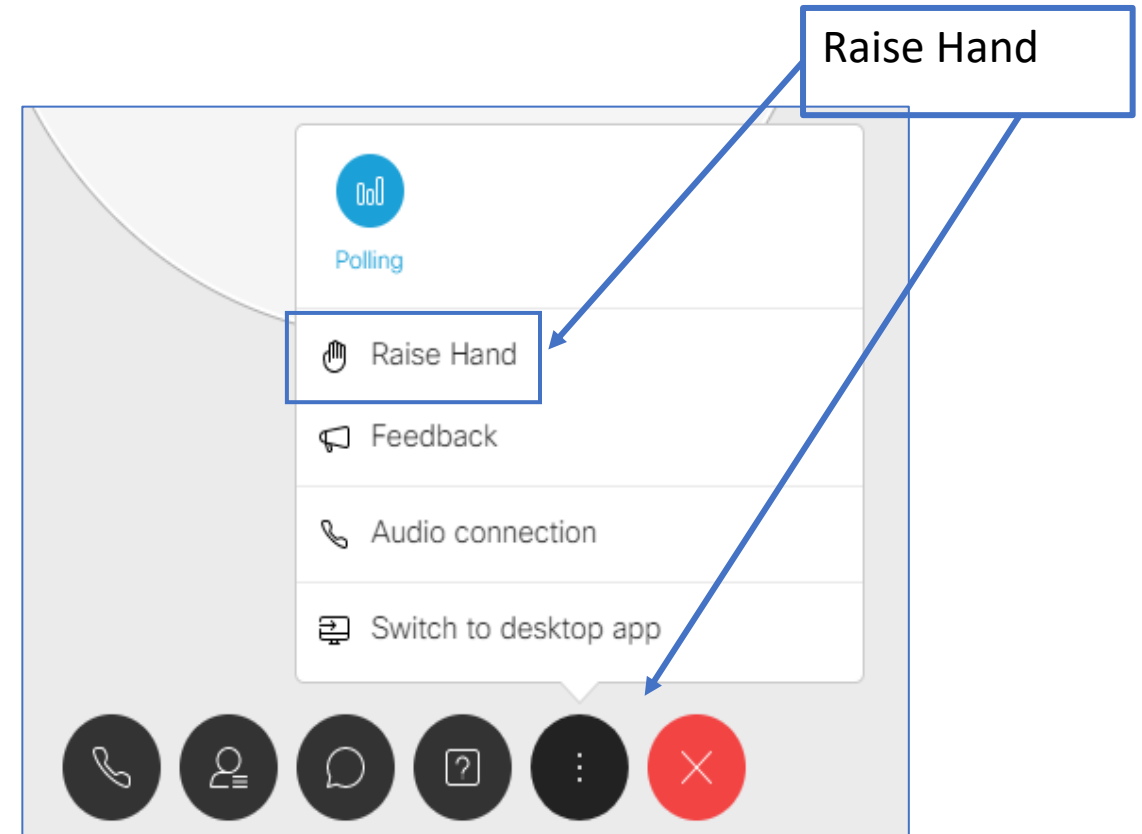 Raise Hand
Polling
Raise Hand
Feedback
Audio connection
Switch to desktop app
?